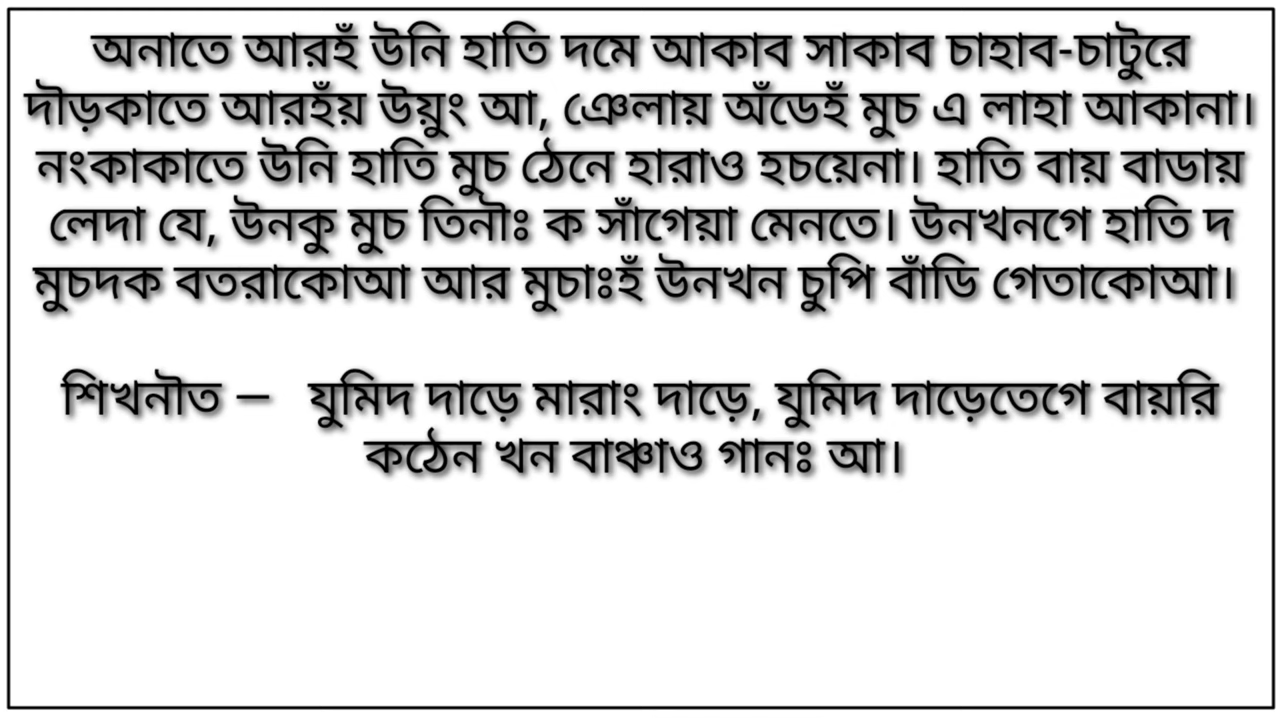 অনাতে আরহঁ উনি হাতি দমে আকাব সাকাব চাহাব-চাটুরে
দীড়কাতে আরহঁয় উয়ুং আ, ঞেলায় অঁডেহঁ মুচ এ লাহা আকানা।
নংকাকাতে উনি হাতি মুচ ঠেনে হারাও হচয়েনা। হাতি বায় বাডায়
লেদা যে, উনকু মুচ তিনীঃ ক সাঁগেয়া মেনতে। উনখনগে হাতি দ
মুচদক বতরাকোআ আর মুচাঃহঁ উনখন চুপি বাঁডি গেতাকোআ।
শিখনীত – যুমিদ দাড়ে মারাং দাড়ে, যুমিদ দাড়েতেগে বায়রি
কঠেন খন বাঞ্চাও গানঃ আ।